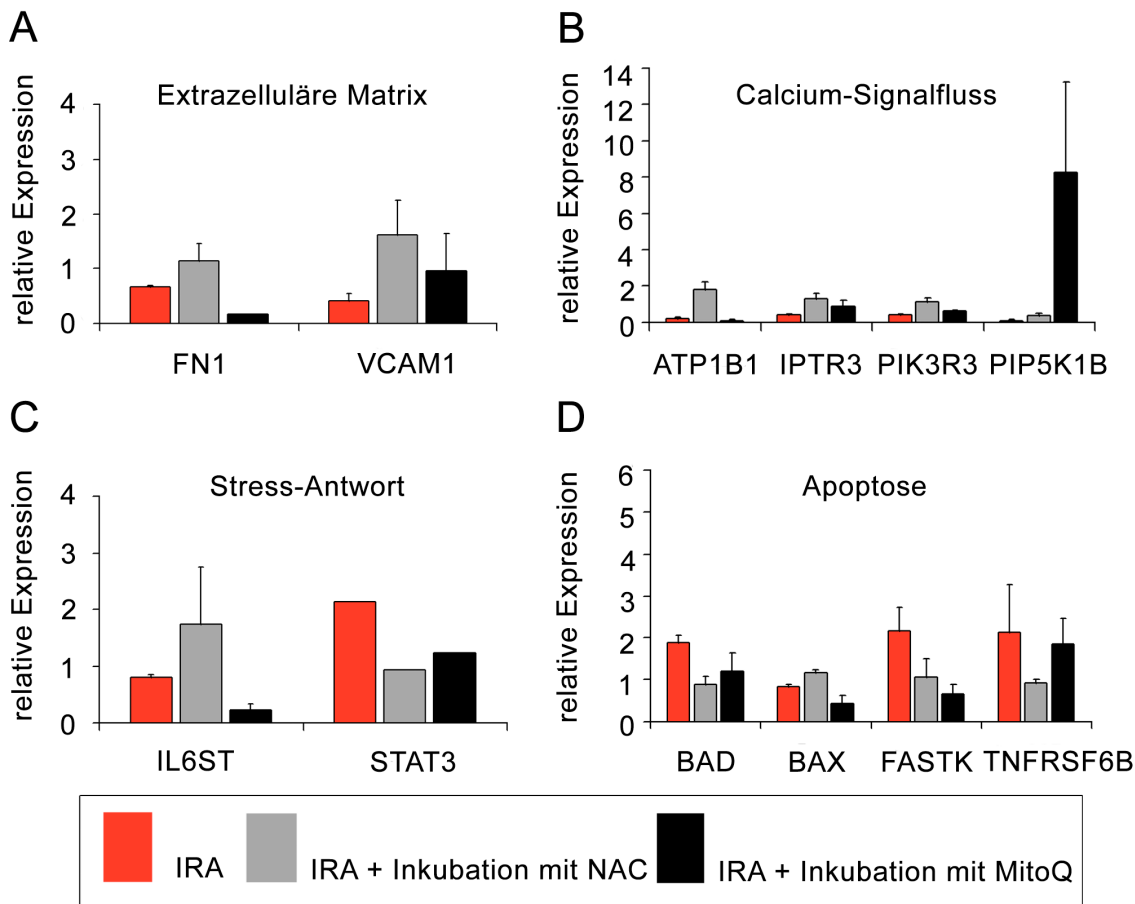 A
Extrazelluläre Matrix
relative Expression
4
3
2
1
0
FN1 VCAM1
B
Calcium-Signalfluss
relative Expression
14
12
10
8
6
4
2
0
ATP1B1 IPTR3 PIK3R3 PIP5K1B
C
Stress-Antwort
relative Expression
4
3
2
1
0
IL6ST STAT3
D
Apoptose
relative Expression
6
5
4
3
2
1
0
BAD BAX FASTK TNFRSF6B
IRA IRA + Inkubation mit NAC IRA + Inkubation mit MitoQ